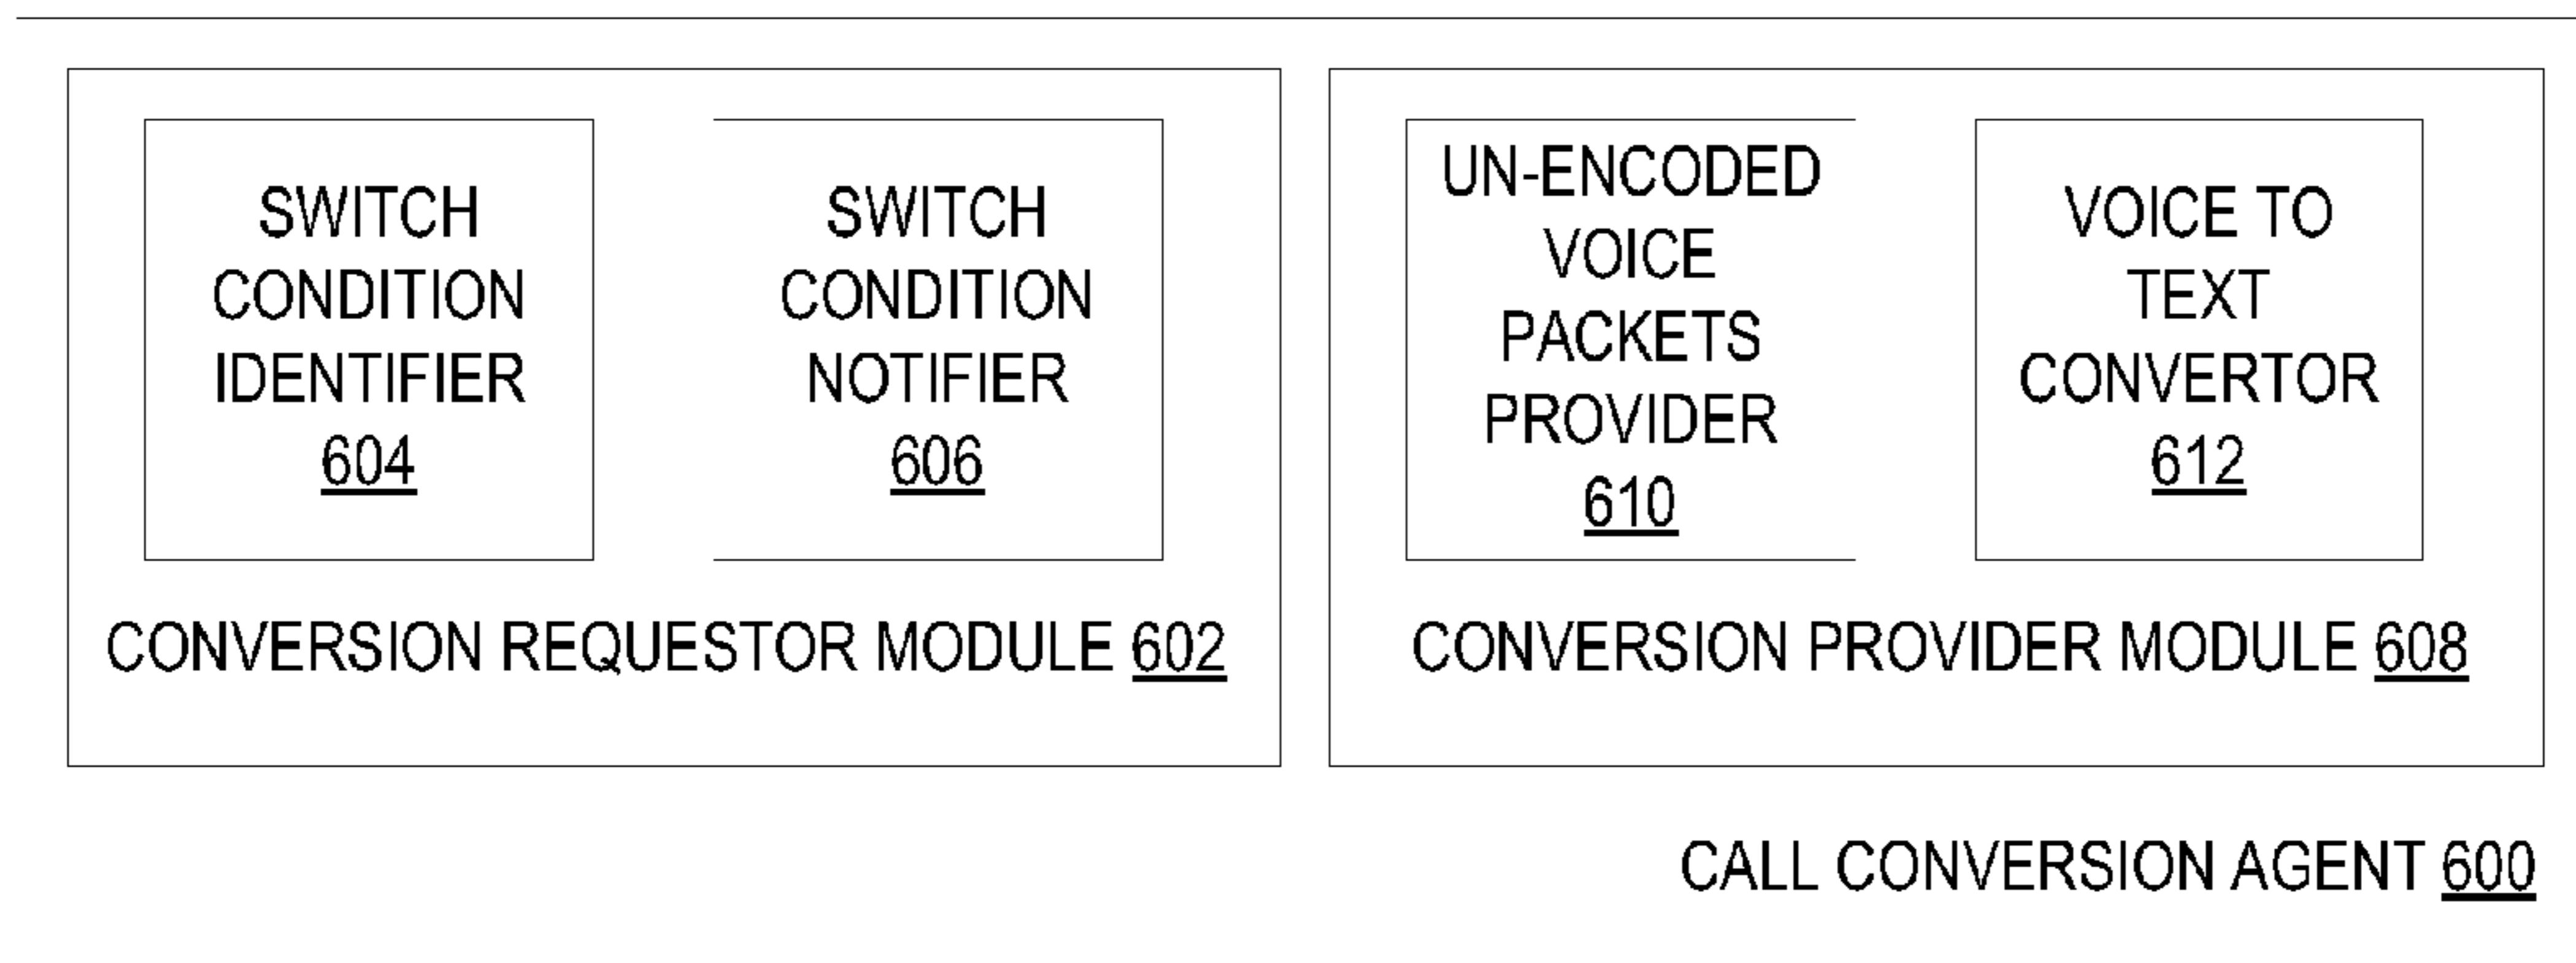 SWITCH
CONDITION
IDENTIFIER
604
SWITCH
CONDITION
NOTIFIER
606
CONVERSION REQUESTOR MODULE 602
UN-ENCODED
VOICE
PACKETS
PROVIDER
610
VOICE TO
TEXT
CONVERTOR
612
CONVERSION PROVIDER MODULE 608
CALL CONVERSION AGENT 600